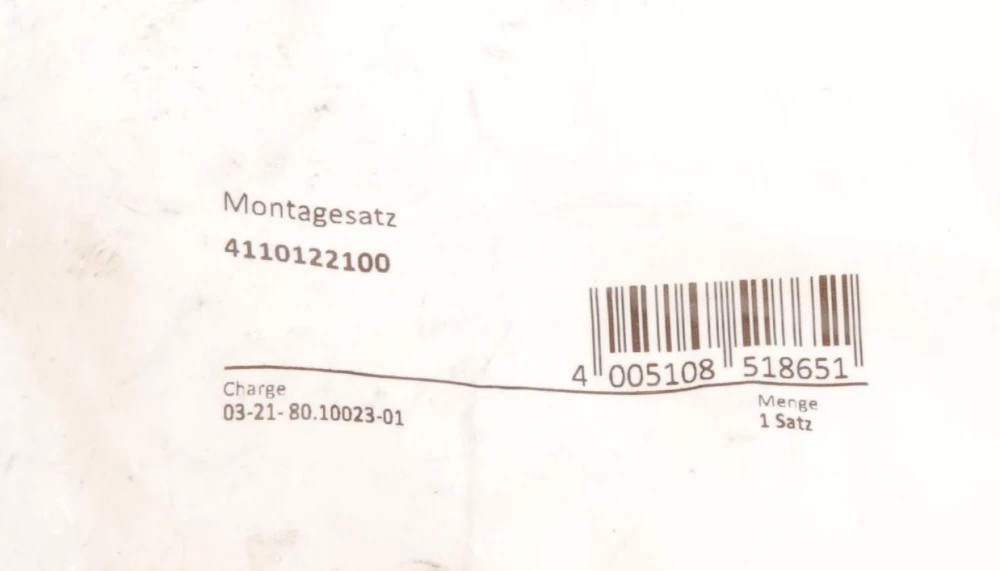 Montagesatz
4110122100
4 005108 518651
Charge
03-21- 80.10023-01
Menge
1 Satz